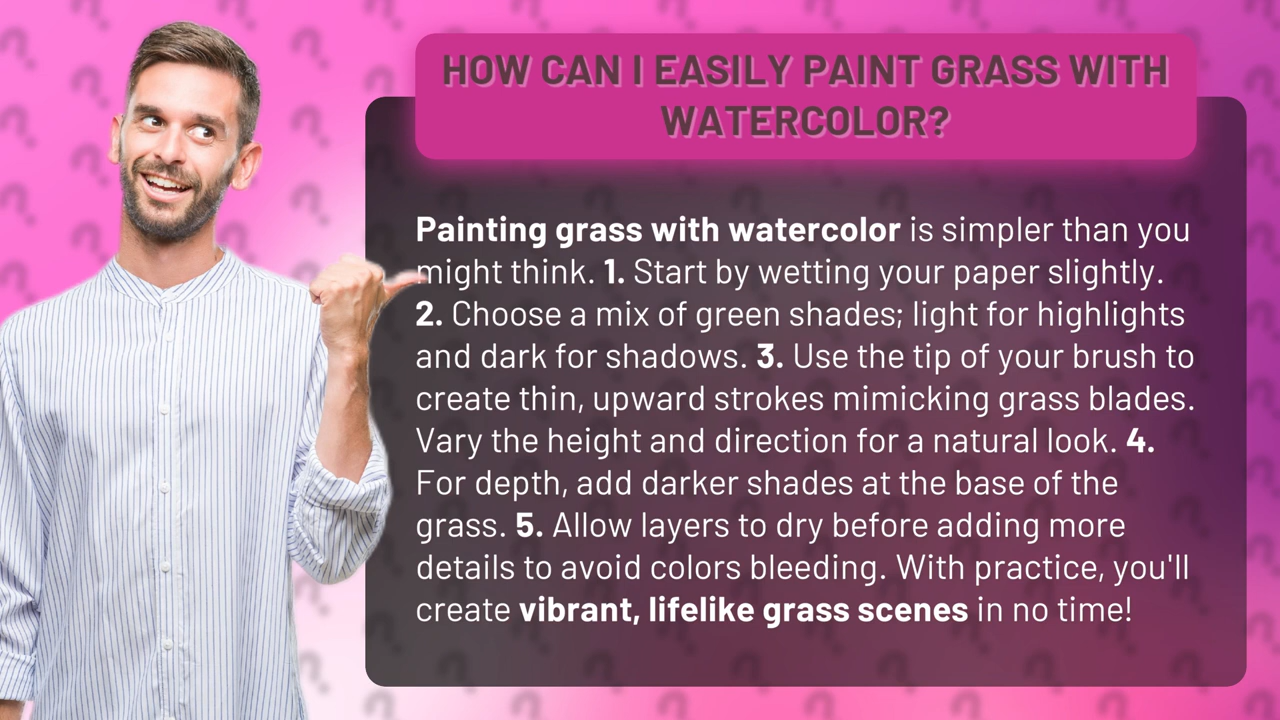 HOW CAN I EASILY PAINT GRASS WITH
WATERCOLOR?
Painting grass with watercolor is simpler than you
might think. 1. Start by wetting your paper slightly.
2. Choose a mix of green shades; light for highlights
and dark for shadows. 3. Use the tip of your brush to
create thin, upward strokes mimicking grass blades.
Vary the height and direction for a natural look. 4.
For depth, add darker shades at the base of the
grass. 5. Allow layers to dry before adding more
details to avoid colors bleeding. With practice, you'll
create vibrant, lifelike grass scenes in no time!